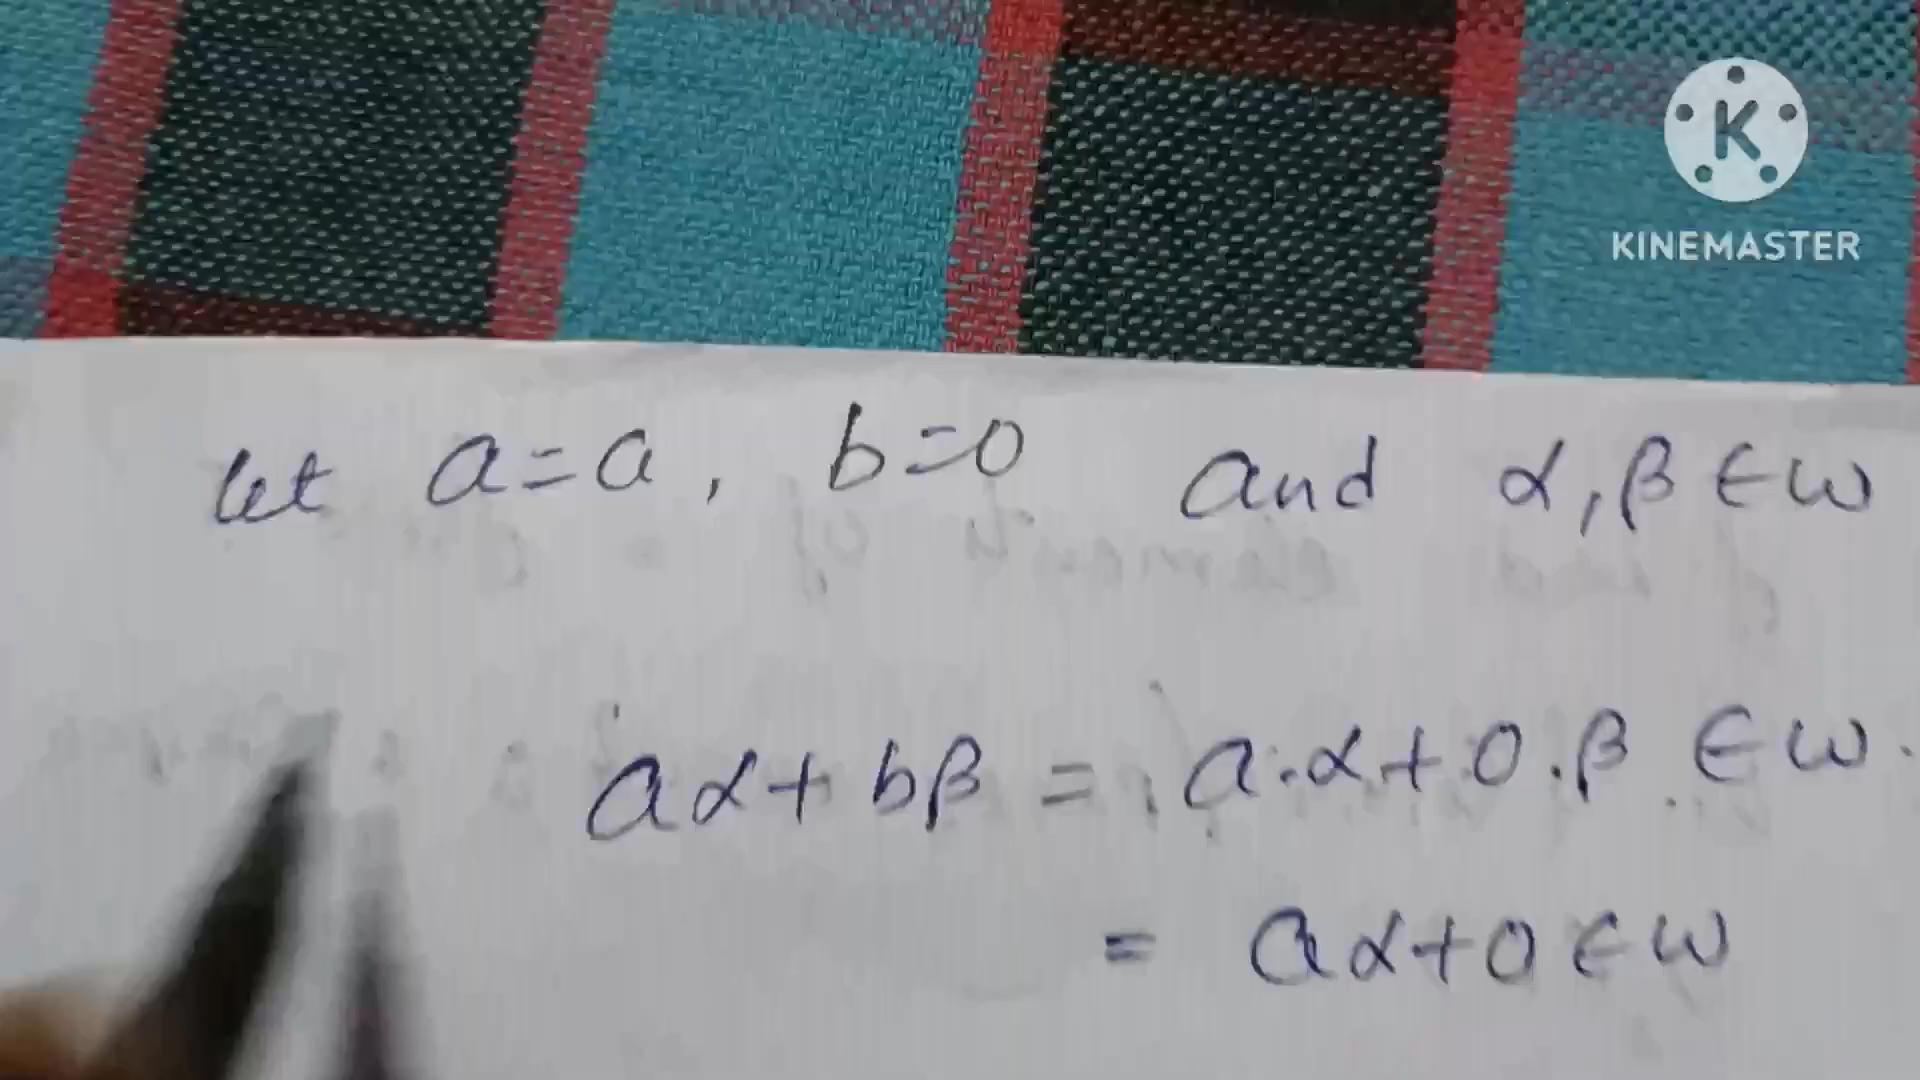 K
KINEMASTER
let a=a, b=0 and α,β∈W
aα+bβ = a.α+0.β ∈W.
= aα+0∈W